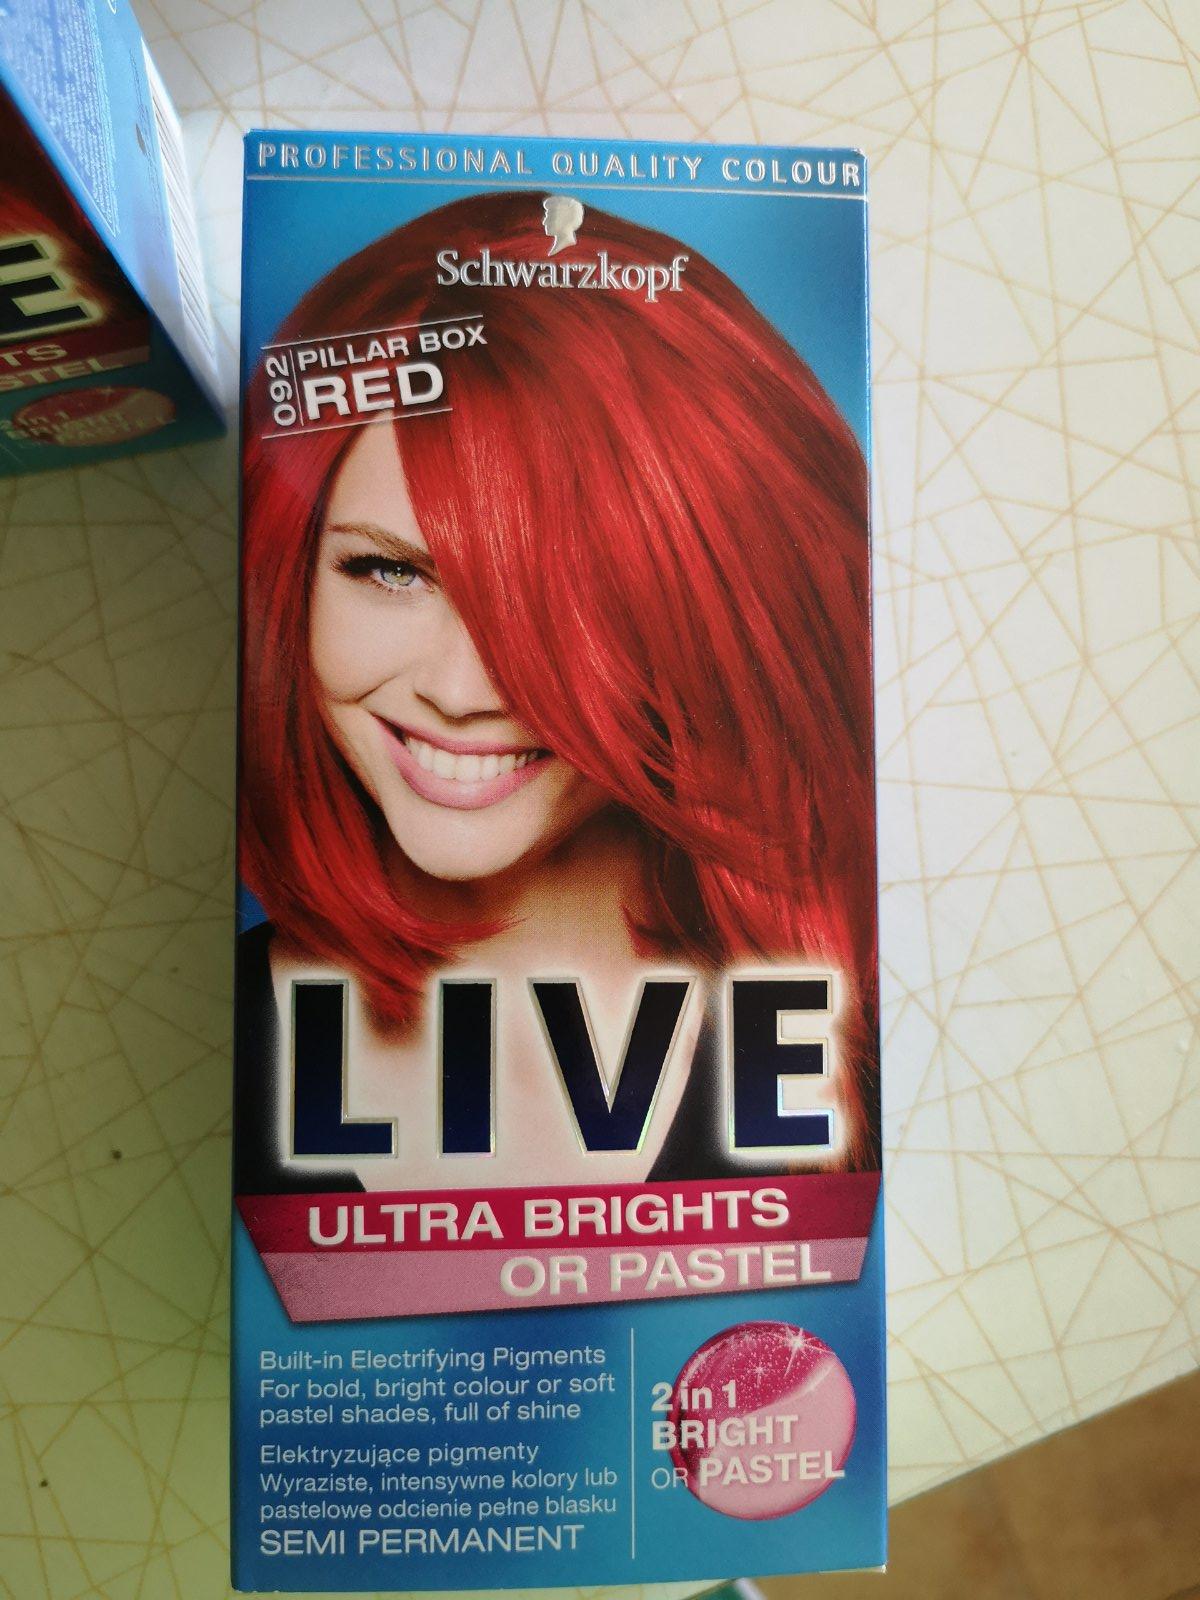 PROFESSIONAL QUALITY COLOUR
Schwarzkopf
092
PILLAR BOX
RED
LIVE
ULTRA BRIGHTS
OR PASTEL
Built-in Electrifying Pigments
For bold, bright colour or soft
pastel shades, full of shine
Elektryzujące pigmenty
Wyraziste, intensywne kolory lub
pastelowe odcienie pełne blasku
SEMI PERMANENT
2 in 1
BRIGHT
OR PASTEL
E
TS
STEL